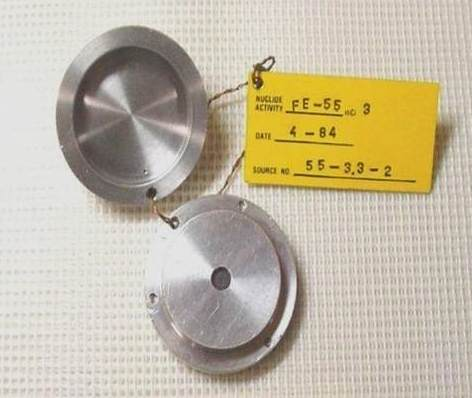 NUCLIDE
ACTIVITY FE-55 mCi 3
DATE 4-84
SOURCE NO. 55-3.3-2